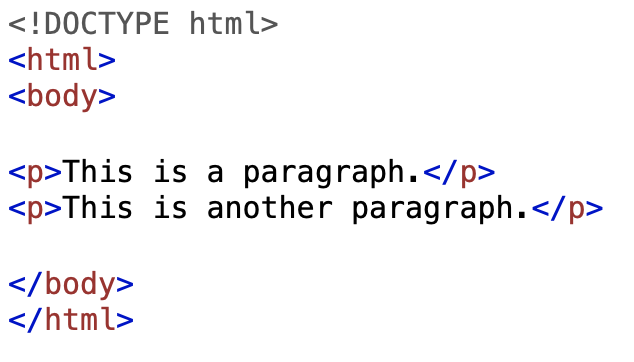 <!DOCTYPE html>
<html>
<body>
<p>This is a paragraph.</p>
<p>This is another paragraph.</p>
</body>
</html>